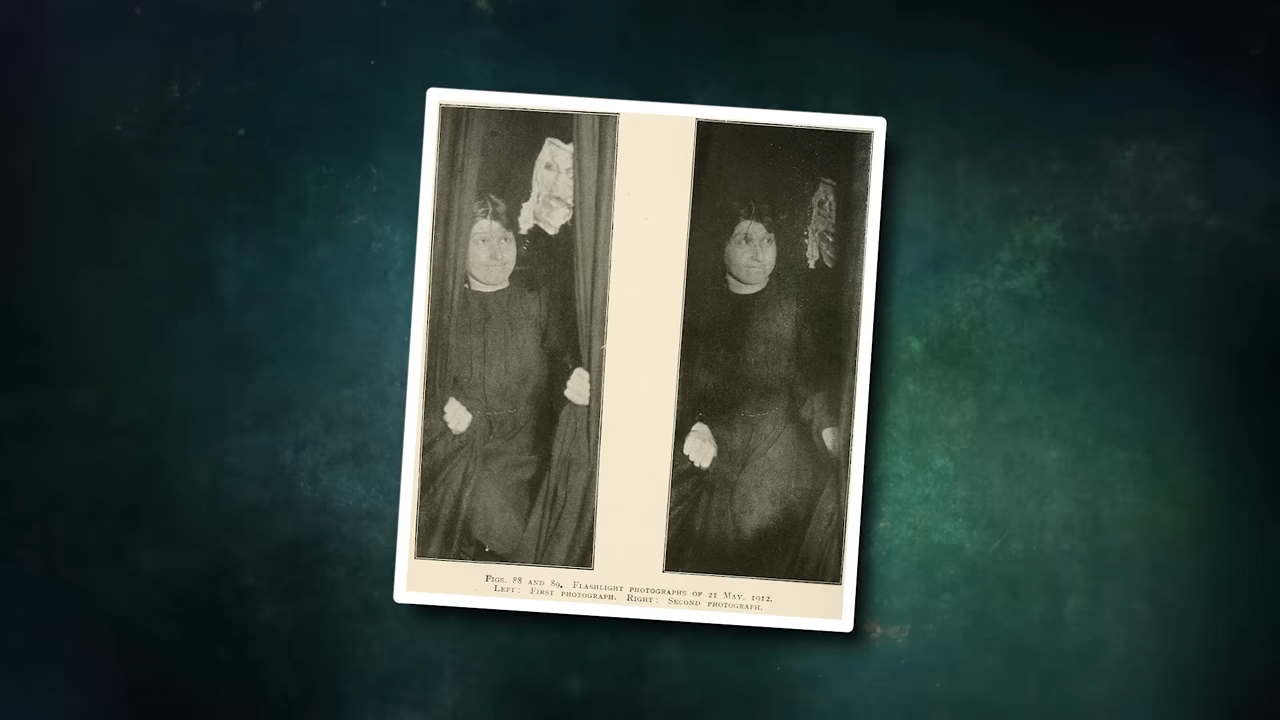 Figs. 88 and 89. Flashlight photographs of 21 May, 1912.
Left: First photograph. Right: Second photograph.